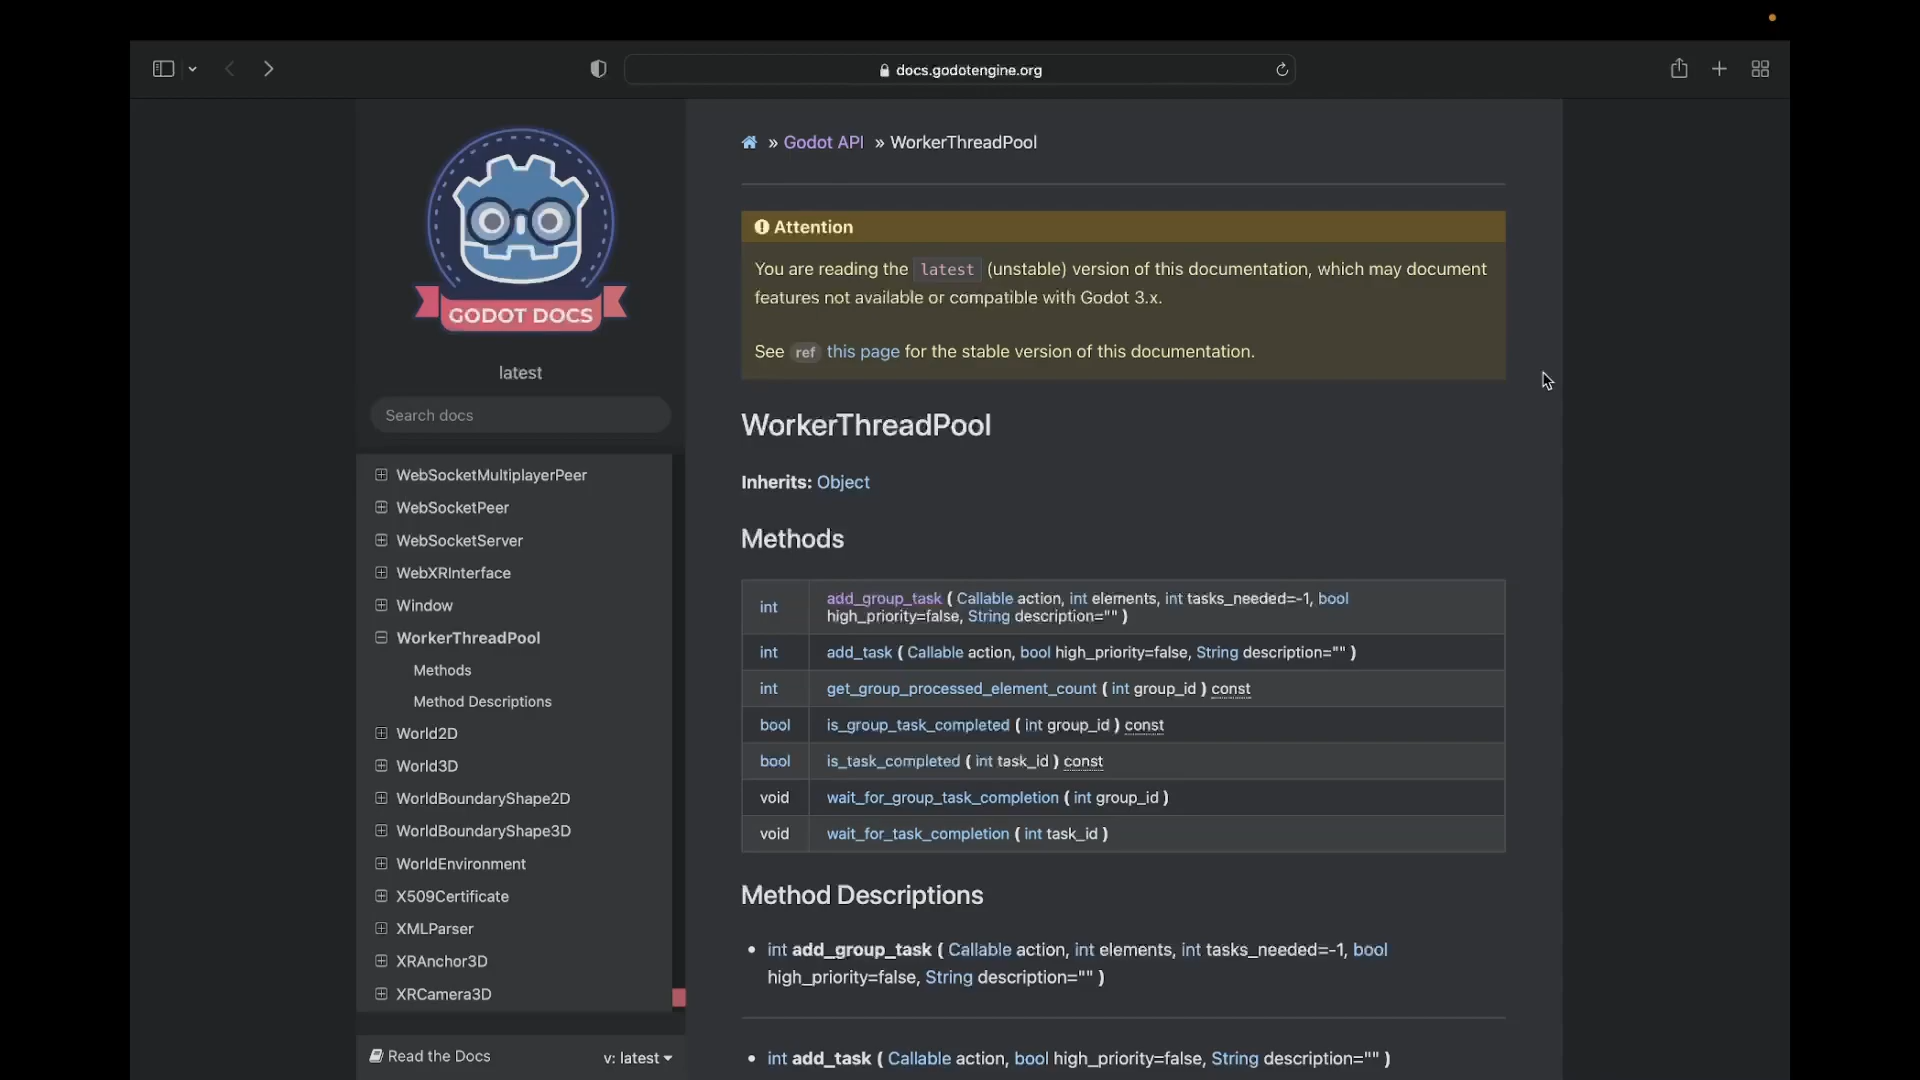 docs.godotengine.org
GODOT DOCS
latest
Search docs
WebSocketMultiplayerPeer
WebSocketPeer
WebSocketServer
WebXRInterface
Window
WorkerThreadPool
Methods
Method Descriptions
World2D
World3D
WorldBoundaryShape2D
WorldBoundaryShape3D
WorldEnvironment
X509Certificate
XMLParser
XRAnchor3D
XRCamera3D
Read the Docs
v: latest
» Godot API » WorkerThreadPool
Attention
You are reading the latest (unstable) version of this documentation, which may document
features not available or compatible with Godot 3.x.
See ref this page for the stable version of this documentation.
WorkerThreadPool
Inherits: Object
Methods
int add_group_task ( Callable action, int elements, int tasks_needed=-1, bool
high_priority=false, String description="" )
int add_task ( Callable action, bool high_priority=false, String description="" )
int get_group_processed_element_count ( int group_id ) const
bool is_group_task_completed ( int group_id ) const
bool is_task_completed ( int task_id ) const
void wait_for_group_task_completion ( int group_id )
void wait_for_task_completion ( int task_id )
Method Descriptions
• int add_group_task ( Callable action, int elements, int tasks_needed=-1, bool
high_priority=false, String description="" )
• int add_task ( Callable action, bool high_priority=false, String description="" )